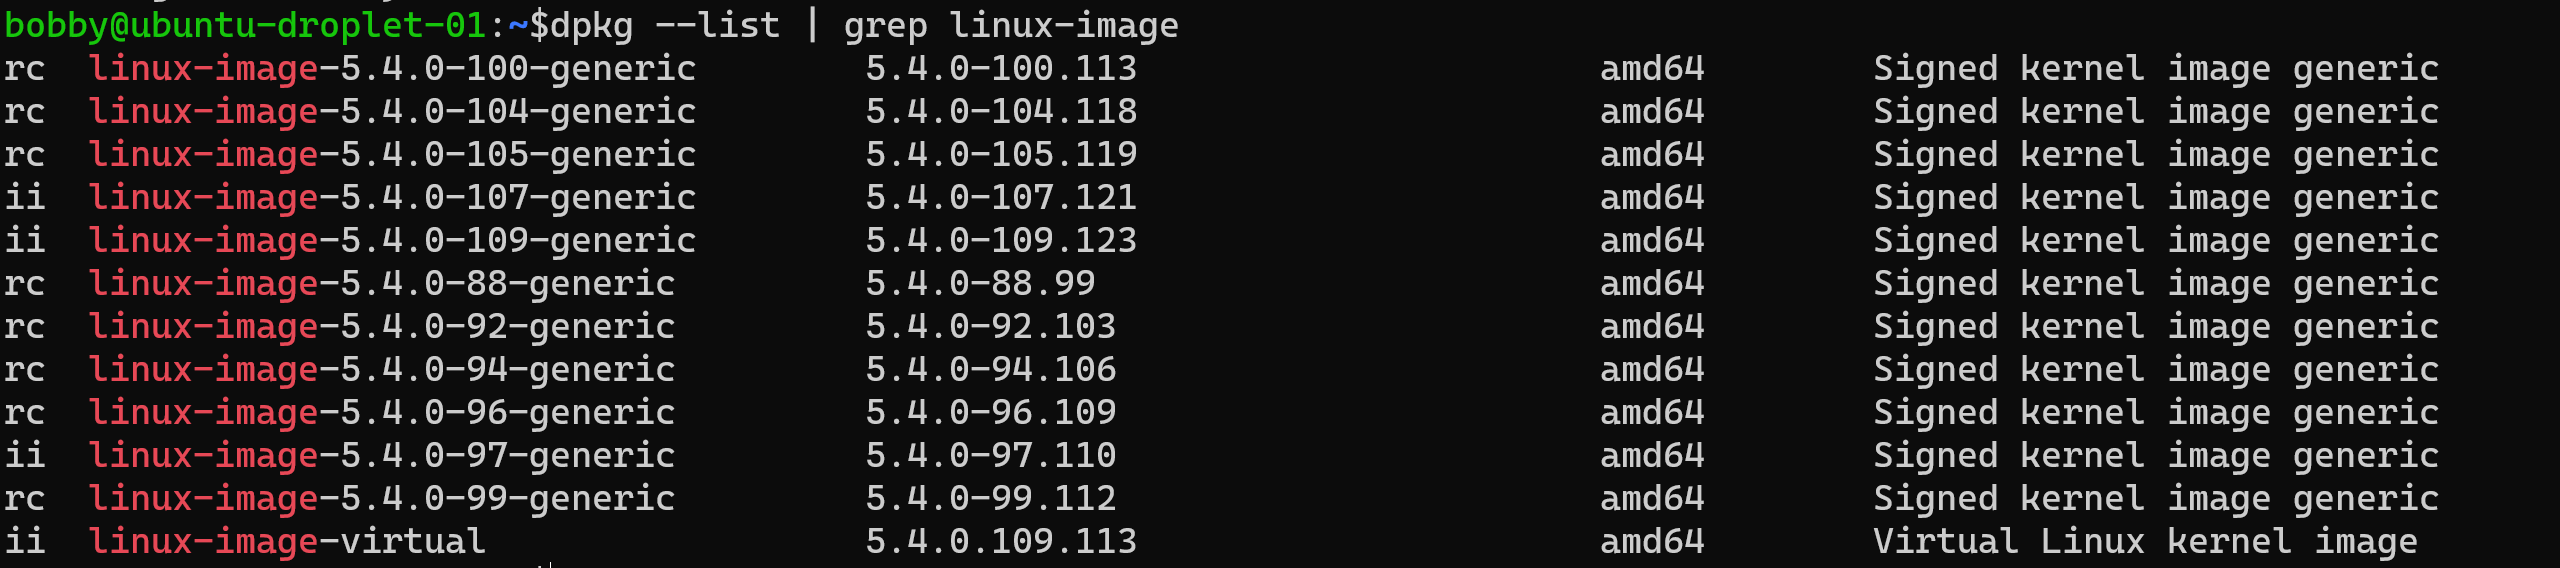 bobby@ubuntu-droplet-01:~$dpkg --list | grep linux-image
rc  linux-image-5.4.0-100-generic        5.4.0-100.113                      amd64        Signed kernel image generic
rc  linux-image-5.4.0-104-generic        5.4.0-104.118                      amd64        Signed kernel image generic
rc  linux-image-5.4.0-105-generic        5.4.0-105.119                      amd64        Signed kernel image generic
ii  linux-image-5.4.0-107-generic        5.4.0-107.121                      amd64        Signed kernel image generic
ii  linux-image-5.4.0-109-generic        5.4.0-109.123                      amd64        Signed kernel image generic
rc  linux-image-5.4.0-88-generic         5.4.0-88.99                        amd64        Signed kernel image generic
rc  linux-image-5.4.0-92-generic         5.4.0-92.103                       amd64        Signed kernel image generic
rc  linux-image-5.4.0-94-generic         5.4.0-94.106                       amd64        Signed kernel image generic
rc  linux-image-5.4.0-96-generic         5.4.0-96.109                       amd64        Signed kernel image generic
ii  linux-image-5.4.0-97-generic         5.4.0-97.110                       amd64        Signed kernel image generic
rc  linux-image-5.4.0-99-generic         5.4.0-99.112                       amd64        Signed kernel image generic
ii  linux-image-virtual                  5.4.0.109.113                      amd64        Virtual Linux kernel image